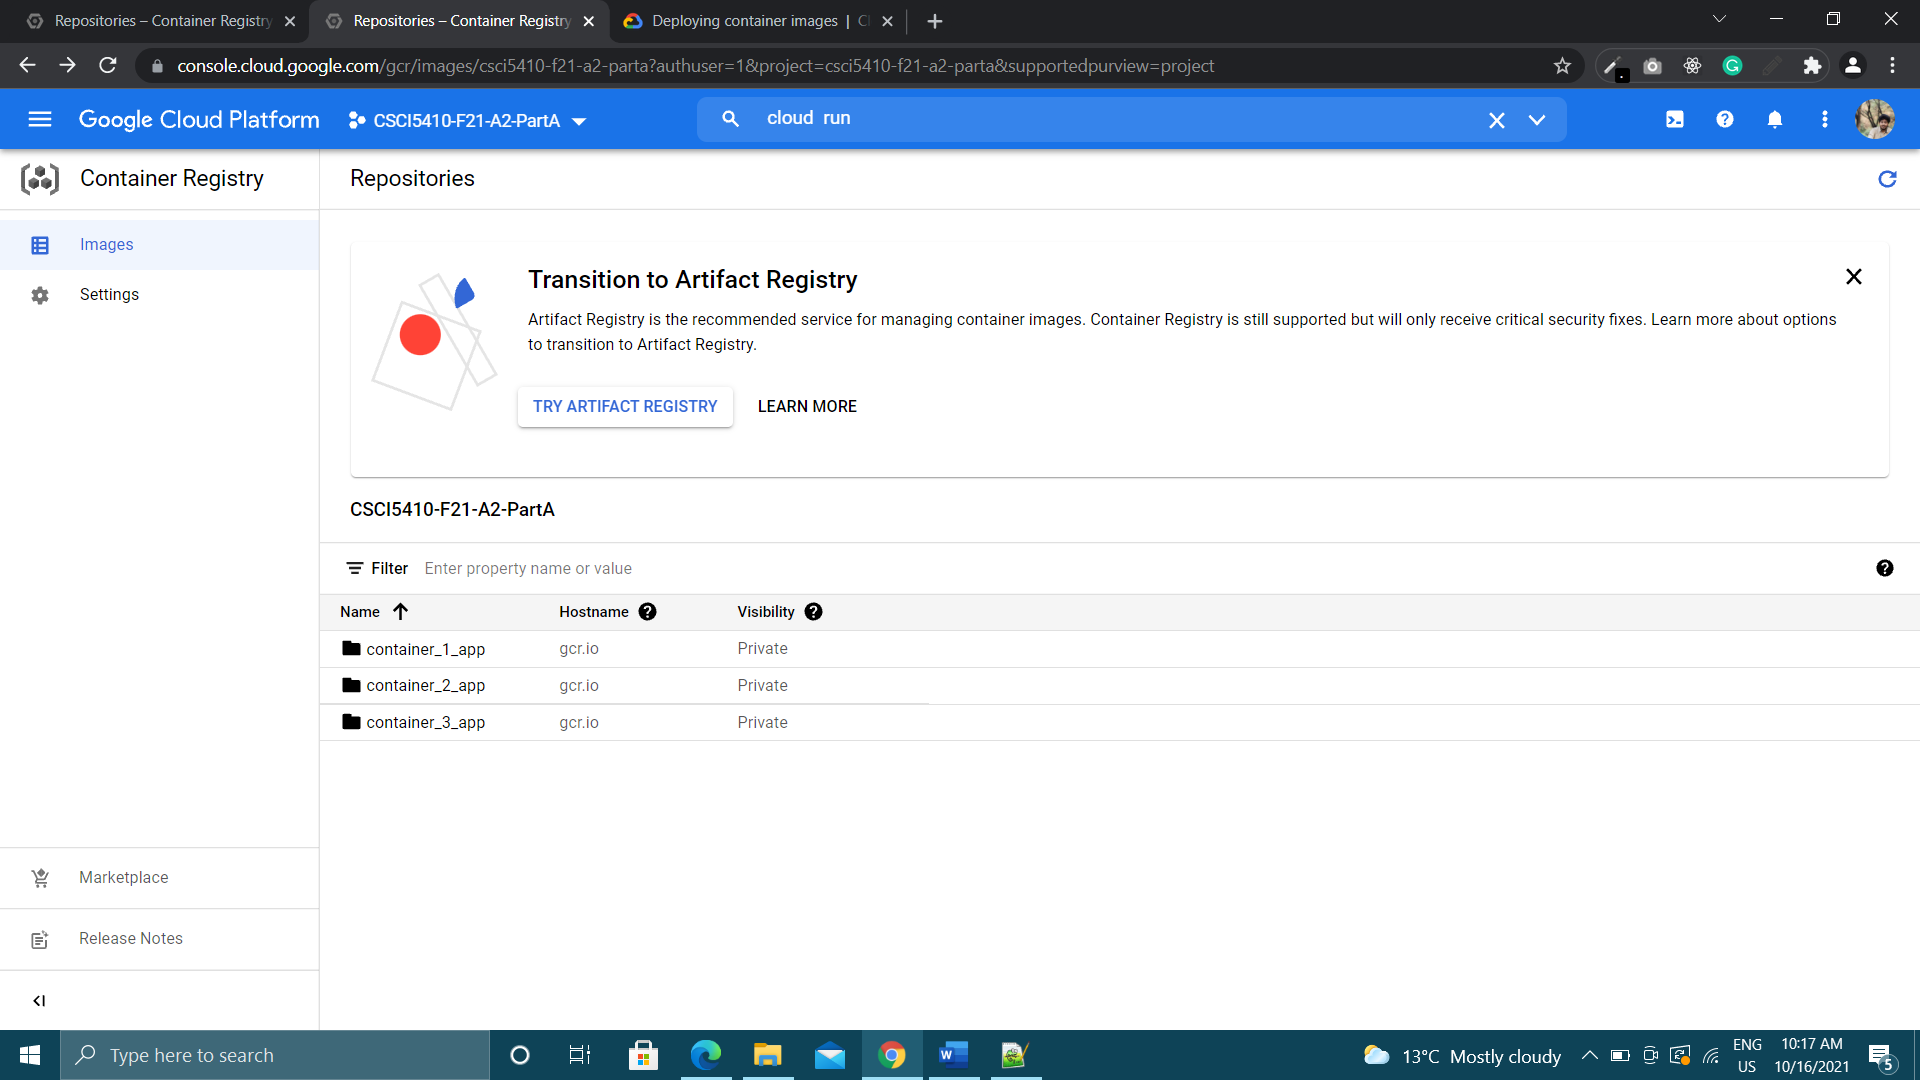 Repositories – Container Registry
Repositories – Container Registry
Deploying container images | Cl
console.cloud.google.com/gcr/images/csci5410-f21-a2-parta?authuser=1&project=csci5410-f21-a2-parta&supportedpurview=project
Google Cloud Platform
CSCI5410-F21-A2-PartA
cloud run
Container Registry
Repositories
Images
Settings
Transition to Artifact Registry
Artifact Registry is the recommended service for managing container images. Container Registry is still supported but will only receive critical security fixes. Learn more about options
to transition to Artifact Registry.
TRY ARTIFACT REGISTRY
LEARN MORE
CSCI5410-F21-A2-PartA
Filter Enter property name or value
Name Hostname Visibility
container_1_app gcr.io Private
container_2_app gcr.io Private
container_3_app gcr.io Private
Marketplace
Release Notes
Type here to search
13°C Mostly cloudy
ENG
US
10:17 AM
10/16/2021
5